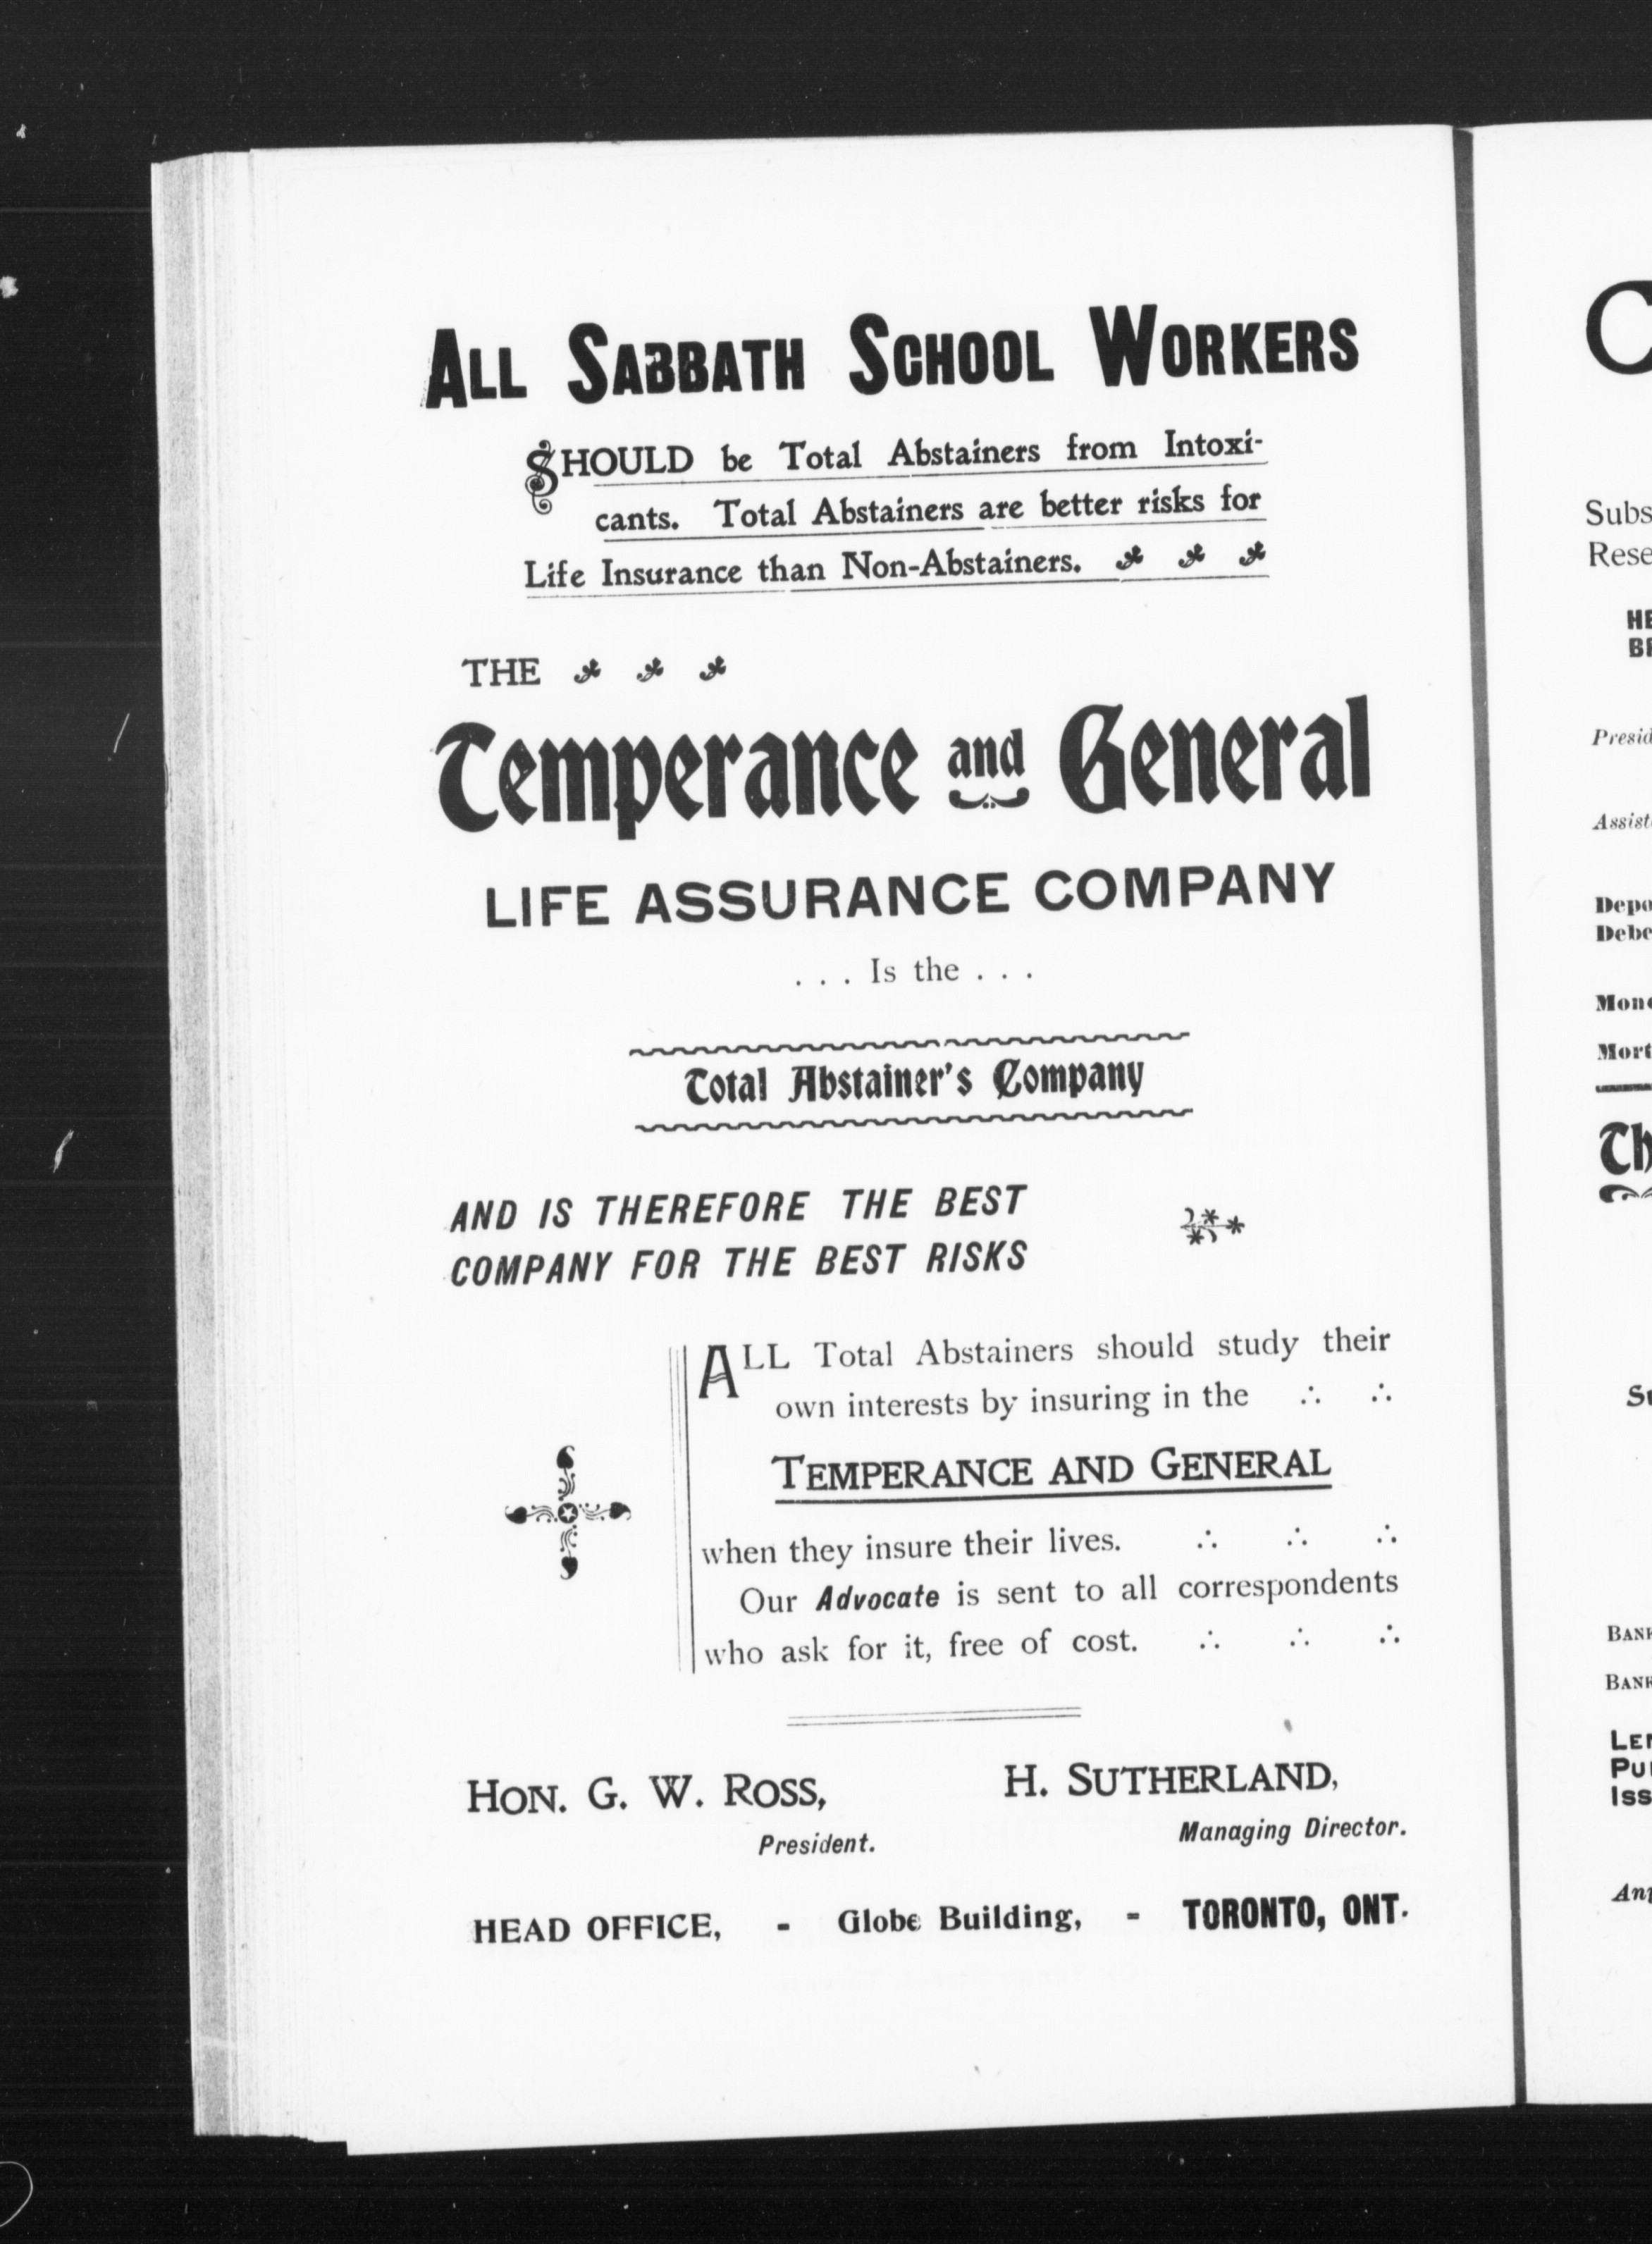 ALL SABBATH SCHOOL WORKERS
SHOULD be Total Abstainers from Intoxi-
cants. Total Abstainers are better risks for
Life Insurance than Non-Abstainers.
THE
Temperance and General
LIFE ASSURANCE COMPANY
. . . Is the . . .
Total Abstainer's Company
AND IS THEREFORE THE BEST
COMPANY FOR THE BEST RISKS
ALL Total Abstainers should study their
own interests by insuring in the ∴ ∴
TEMPERANCE AND GENERAL
when they insure their lives. ∴ ∴ ∴
Our Advocate is sent to all correspondents
who ask for it, free of cost. ∴ ∴ ∴
HON. G. W. ROSS,
President.
H. SUTHERLAND,
Managing Director.
HEAD OFFICE, - Globe Building, - TORONTO, ONT.